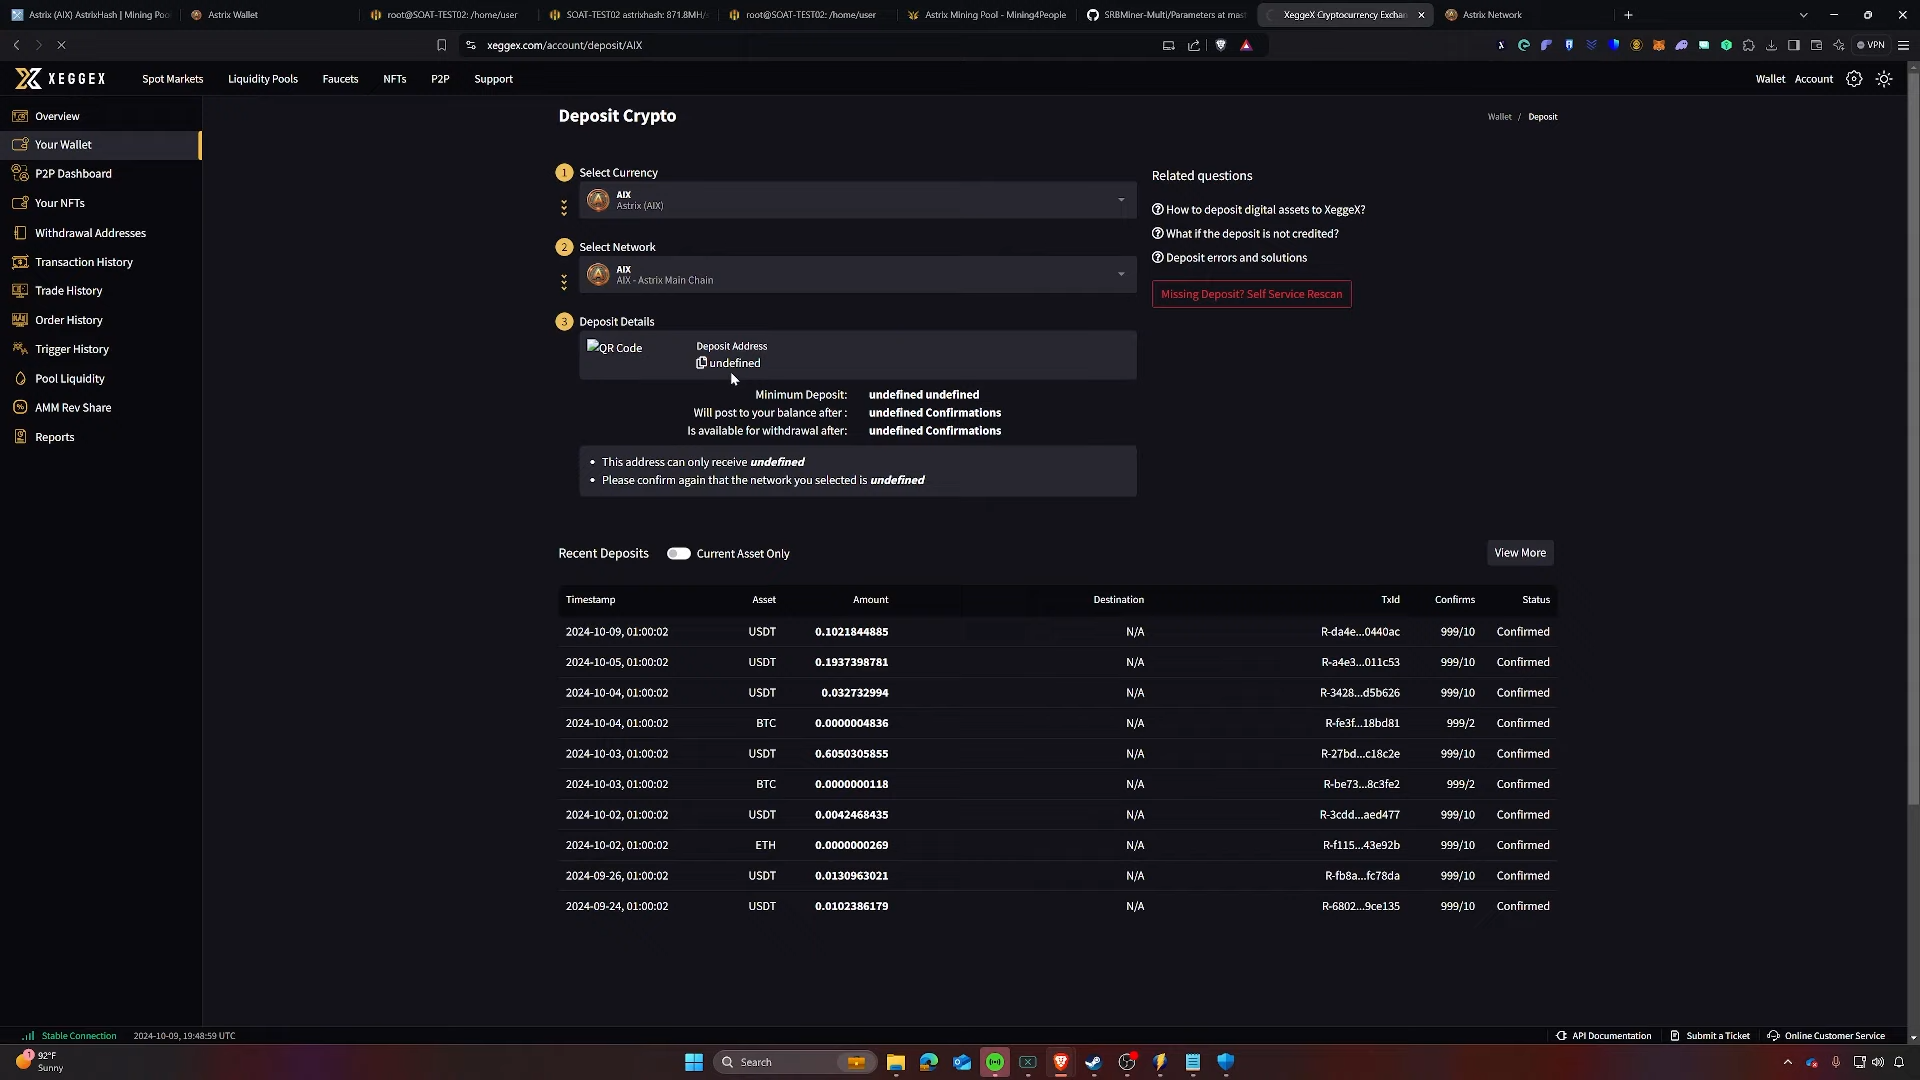 Astrix (AIX) AstrixHash | Mining Poo
Astrix Wallet
root@SOAT-TEST02: /home/user
SOAT-TEST02 astrixhash: 871.8MH/s
root@SOAT-TEST02: /home/user
Astrix Mining Pool - Mining4People
SRBMiner-Multi/Parameters at mast
XeggeX Cryptocurrency Exchan
Astrix Network
xeggex.com/account/deposit/AIX
VPN
XEGGEX
Spot Markets
Liquidity Pools
Faucets
NFTs
P2P
Support
Wallet
Account
Overview
Your Wallet
P2P Dashboard
Your NFTs
Withdrawal Addresses
Transaction History
Trade History
Order History
Trigger History
Pool Liquidity
AMM Rev Share
Reports
Deposit Crypto
Wallet / Deposit
1 Select Currency
AIX
Astrix (AIX)
2 Select Network
AIX
AIX - Astrix Main Chain
3 Deposit Details
QR Code
Deposit Address
undefined
Minimum Deposit: undefined undefined
Will post to your balance after : undefined Confirmations
Is available for withdrawal after: undefined Confirmations
• This address can only receive undefined
• Please confirm again that the network you selected is undefined
Related questions
How to deposit digital assets to XeggeX?
What if the deposit is not credited?
Deposit errors and solutions
Missing Deposit? Self Service Rescan
Recent Deposits Current Asset Only View More
Timestamp Asset Amount Destination TxId Confirms Status
2024-10-09, 01:00:02 USDT 0.1021844885 N/A R-da4e...0440ac 999/10 Confirmed
2024-10-05, 01:00:02 USDT 0.1937398781 N/A R-a4e3...011c53 999/10 Confirmed
2024-10-04, 01:00:02 USDT 0.032732994 N/A R-3428...d5b626 999/10 Confirmed
2024-10-04, 01:00:02 BTC 0.0000004836 N/A R-fe3f...18bd81 999/2 Confirmed
2024-10-03, 01:00:02 USDT 0.6050305855 N/A R-27bd...c18c2e 999/10 Confirmed
2024-10-03, 01:00:02 BTC 0.0000000118 N/A R-be73...8c3fe2 999/2 Confirmed
2024-10-02, 01:00:02 USDT 0.0042468435 N/A R-3cdd...aed477 999/10 Confirmed
2024-10-02, 01:00:02 ETH 0.0000000269 N/A R-f115...43e92b 999/10 Confirmed
2024-09-26, 01:00:02 USDT 0.0130963021 N/A R-fb8a...fc78da 999/10 Confirmed
2024-09-24, 01:00:02 USDT 0.0102386179 N/A R-6802...9ce135 999/10 Confirmed
Stable Connection
2024-10-09, 19:48:59 UTC
API Documentation
Submit a Ticket
Online Customer Service
1
92°F
Sunny
Search